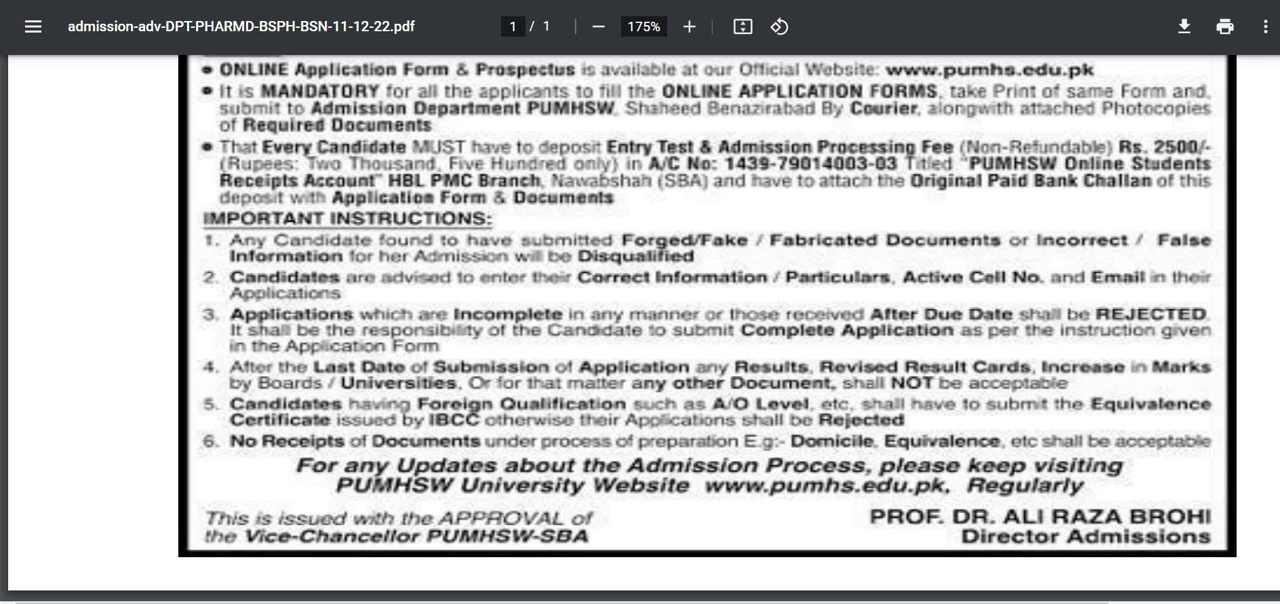 admission-adv-DPT-PHARMD-BSPH-BSN-11-12-22.pdf 1 / 1 175%
• ONLINE Application Form & Prospectus is available at our Official Website: www.pumhs.edu.pk
• It is MANDATORY for all the applicants to fill the ONLINE APPLICATION FORMS, take Print of same Form and,
submit to Admission Department PUMHSW, Shaheed Benazirabad By Courier, alongwith attached Photocopies
of Required Documents
• That Every Candidate MUST have to deposit Entry Test & Admission Processing Fee (Non-Refundable) Rs. 2500/-
(Rupees: Two Thousand, Five Hundred only) in A/C No: 1439-79014003-03 Titled "PUMHSW Online Students
Receipts Account" HBL PMC Branch, Nawabshah (SBA) and have to attach the Original Paid Bank Challan of this
deposit with Application Form & Documents
IMPORTANT INSTRUCTIONS:
1. Any Candidate found to have submitted Forged/Fake / Fabricated Documents or Incorrect / False
Information for her Admission will be Disqualified
2. Candidates are advised to enter their Correct Information / Particulars, Active Cell No. and Email in their
Applications
3. Applications which are Incomplete in any manner or those received After Due Date shall be REJECTED.
It shall be the responsibility of the Candidate to submit Complete Application as per the instruction given
in the Application Form
4. After the Last Date of Submission of Application any Results, Revised Result Cards, Increase in Marks
by Boards / Universities, Or for that matter any other Document, shall NOT be acceptable
5. Candidates having Foreign Qualification such as A/O Level, etc, shall have to submit the Equivalence
Certificate issued by IBCC otherwise their Applications shall be Rejected
6. No Receipts of Documents under process of preparation E.g:- Domicile, Equivalence, etc shall be acceptable
For any Updates about the Admission Process, please keep visiting
PUMHSW University Website www.pumhs.edu.pk, Regularly
This is issued with the APPROVAL of
the Vice-Chancellor PUMHSW-SBA
PROF. DR. ALI RAZA BROHI
Director Admissions